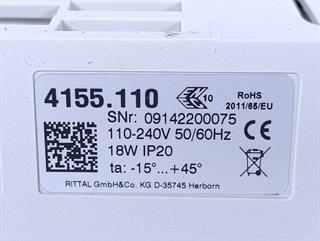 4155.110
10
RoHS
2011/65/EU
SNr: 09142200075
110-240V 50/60Hz
18W IP20
CE
ta: -15°...+45°
RITTAL GmbH&Co. KG D-35745 Herborn